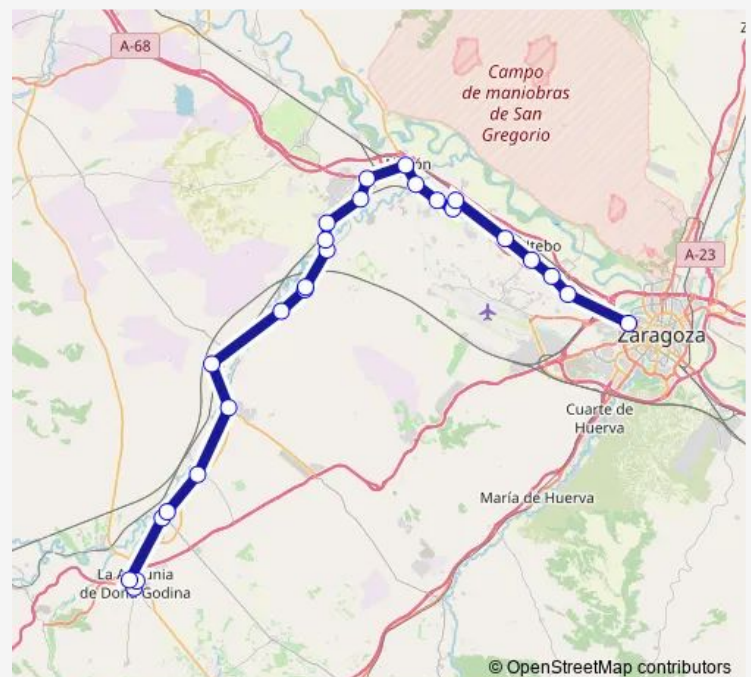 A-68
Campo
de maniobras
de San
Gregorio
A-23
Zaragoza
Cuarte de
Huerva
María de Huerva
de Doña Godina
© OpenStreetMap contributors